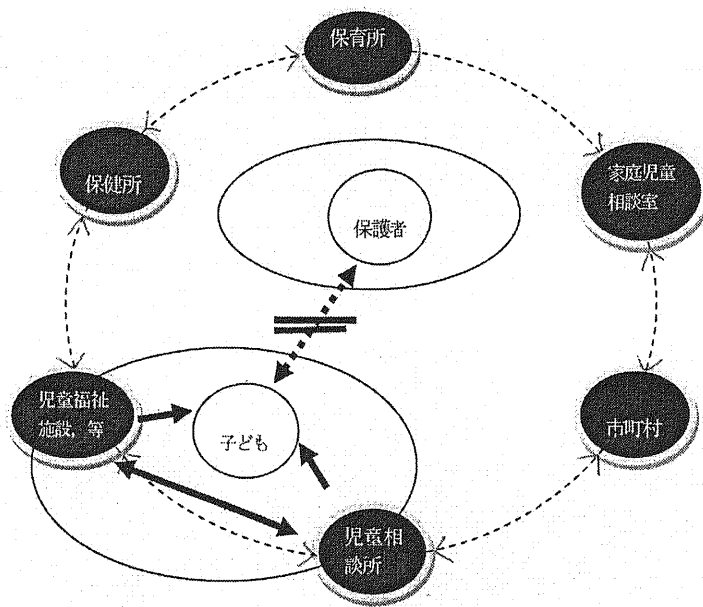 保育所
保健所
家庭児童
相談室
保護者
児童福祉
施設，等
子ども
市町村
児童相
談所